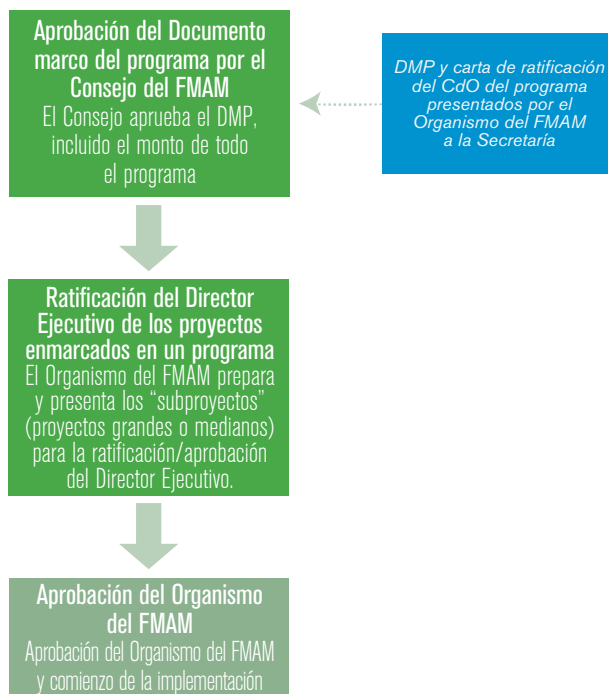 Aprobación del Documento
marco del programa por el
Consejo del FMAM
El Consejo aprueba el DMP,
incluido el monto de todo
el programa
DMP y carta de ratificación
del CdO del programa
presentados por el
Organismo del FMAM
a la Secretaría
Ratificación del Director
Ejecutivo de los proyectos
enmarcados en un programa
El Organismo del FMAM prepara
y presenta los “subproyectos”
(proyectos grandes o medianos)
para la ratificación/aprobación
del Director Ejecutivo.
Aprobación del Organismo
del FMAM
Aprobación del Organismo del FMAM
y comienzo de la implementación